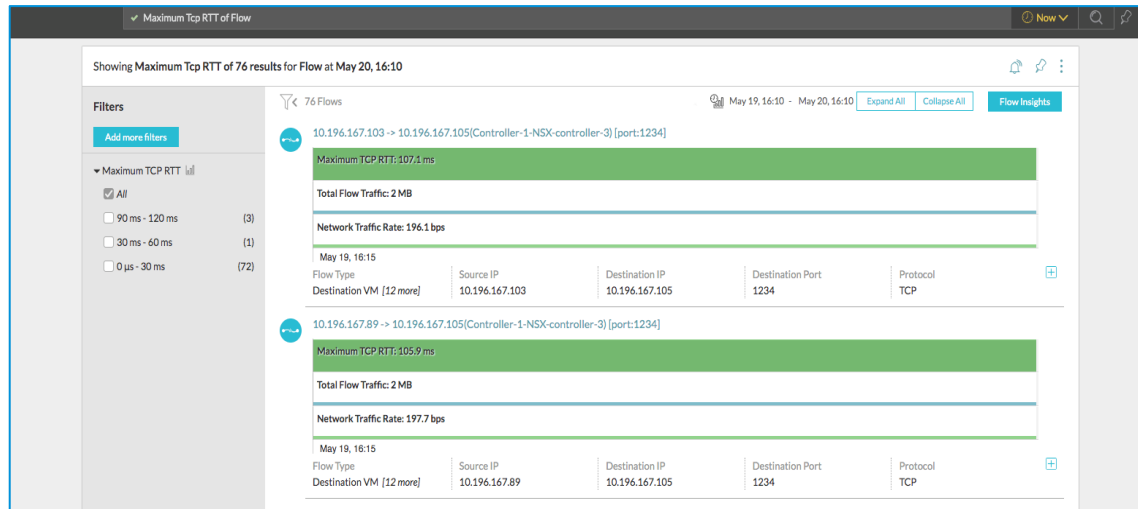 Maximum Tcp RTT of Flow
Now
Showing Maximum Tcp RTT of 76 results for Flow at May 20, 16:10
Filters
76 Flows
May 19, 16:10 - May 20, 16:10
Expand All
Collapse All
Flow Insights
Add more filters
Maximum TCP RTT
All
90 ms - 120 ms (3)
30 ms - 60 ms (1)
0 µs - 30 ms (72)
10.196.167.103 -> 10.196.167.105(Controller-1-NSX-controller-3) [port:1234]
Maximum TCP RTT: 107.1 ms
Total Flow Traffic: 2 MB
Network Traffic Rate: 196.1 bps
May 19, 16:15
Flow Type Source IP Destination IP Destination Port Protocol
Destination VM [12 more] 10.196.167.103 10.196.167.105 1234 TCP
10.196.167.89 -> 10.196.167.105(Controller-1-NSX-controller-3) [port:1234]
Maximum TCP RTT: 105.9 ms
Total Flow Traffic: 2 MB
Network Traffic Rate: 197.7 bps
May 19, 16:15
Flow Type Source IP Destination IP Destination Port Protocol
Destination VM [12 more] 10.196.167.89 10.196.167.105 1234 TCP